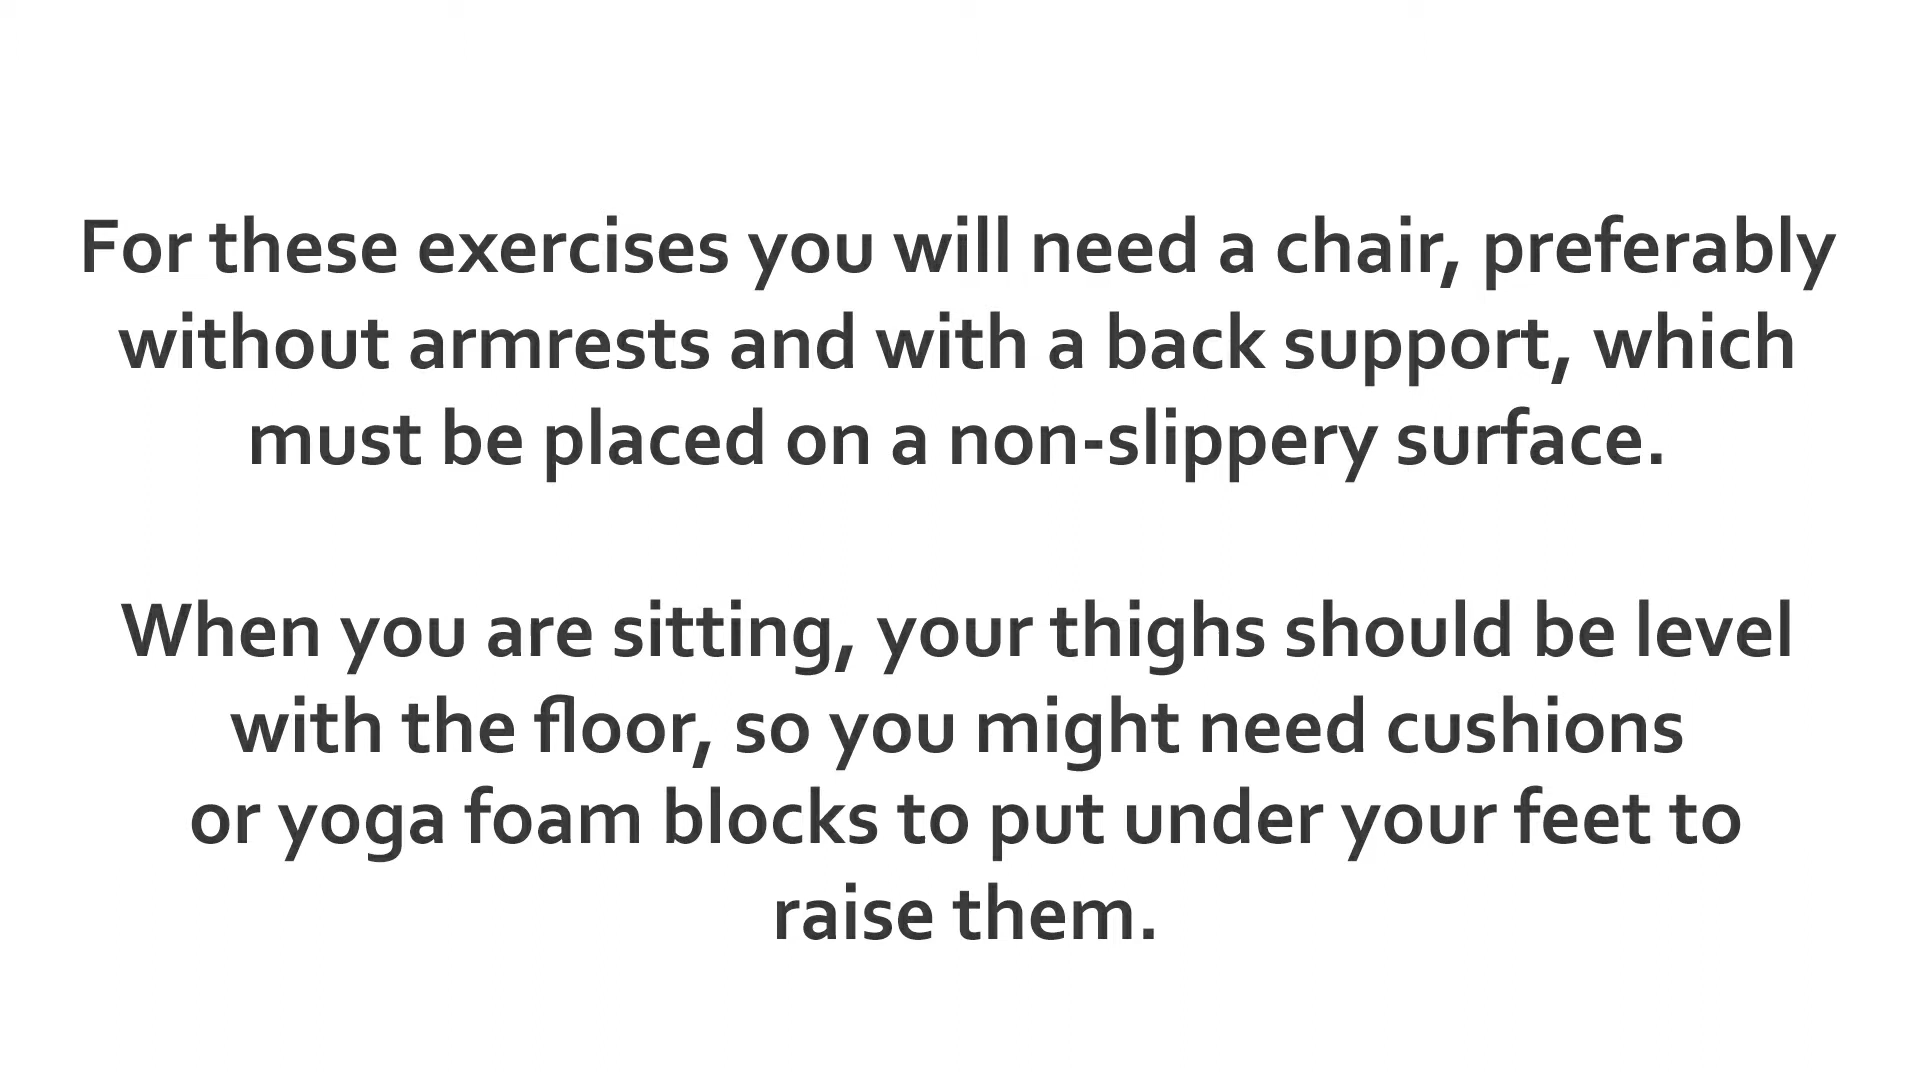 For these exercises you will need a chair, preferably
without armrests and with a back support, which
must be placed on a non-slippery surface.
When you are sitting, your thighs should be level
with the floor, so you might need cushions
or yoga foam blocks to put under your feet to
raise them.